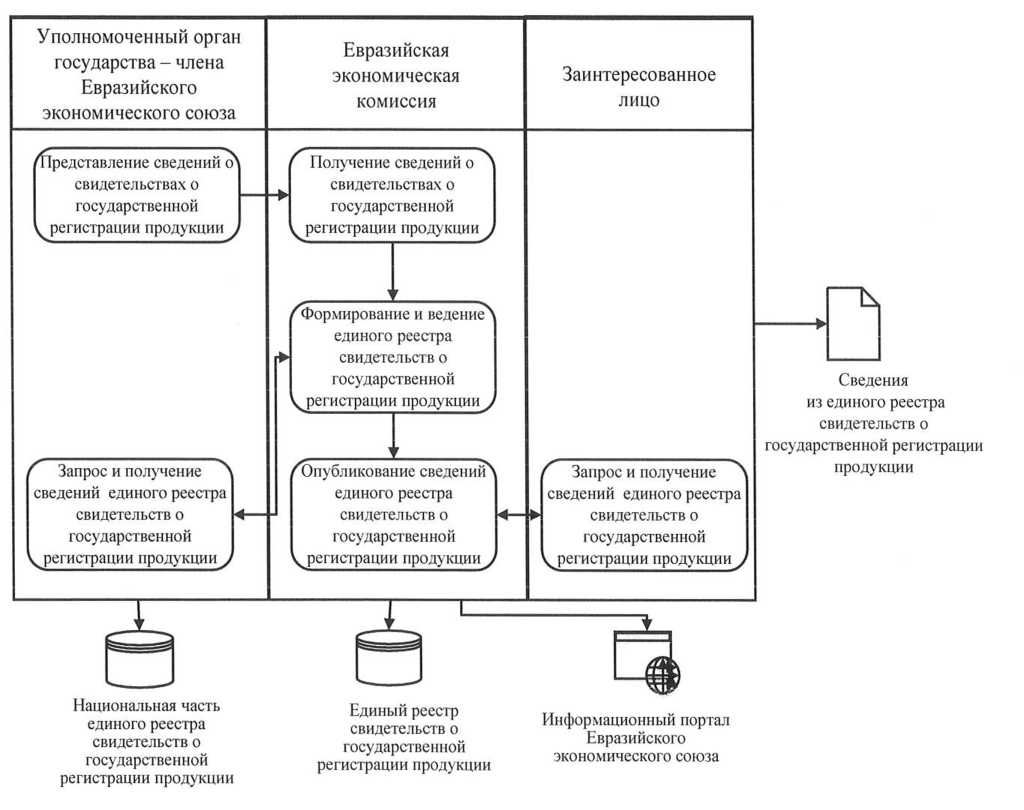 Уполномоченный орган
государства – члена
Евразийского
экономического союза
Евразийская
экономическая
комиссия
Заинтересованное
лицо
Представление сведений о
свидетельствах о
государственной
регистрации продукции
Получение сведений о
свидетельствах о
государственной
регистрации продукции
Формирование и ведение
единого реестра
свидетельств о
государственной
регистрации продукции
Сведения
из единого реестра
свидетельств о
государственной регистрации
продукции
Запрос и получение
сведений единого реестра
свидетельств о
государственной
регистрации продукции
Опубликование сведений
единого реестра
свидетельств о
государственной
регистрации продукции
Запрос и получение
сведений единого реестра
свидетельств о
государственной
регистрации продукции
Национальная часть
единого реестра
свидетельств о
государственной
регистрации продукции
Единый реестр
свидетельств о
государственной
регистрации продукции
Информационный портал
Евразийского
экономического союза